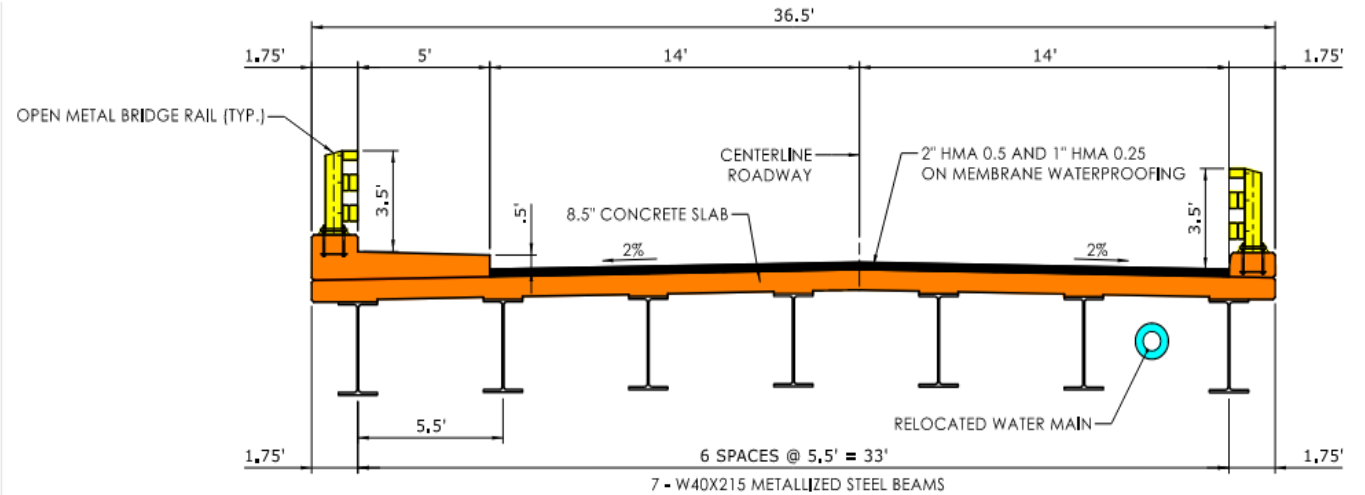 36.5'
1.75'
5'
14'
14'
1.75'
OPEN METAL BRIDGE RAIL (TYP.)
CENTERLINE
ROADWAY
2" HMA 0.5 AND 1" HMA 0.25
ON MEMBRANE WATERPROOFING
3.5'
.5'
8.5" CONCRETE SLAB
3.5'
2%
2%
RELOCATED WATER MAIN
5.5'
1.75'
6 SPACES @ 5.5' = 33'
1.75'
7 - W40X215 METALLIZED STEEL BEAMS